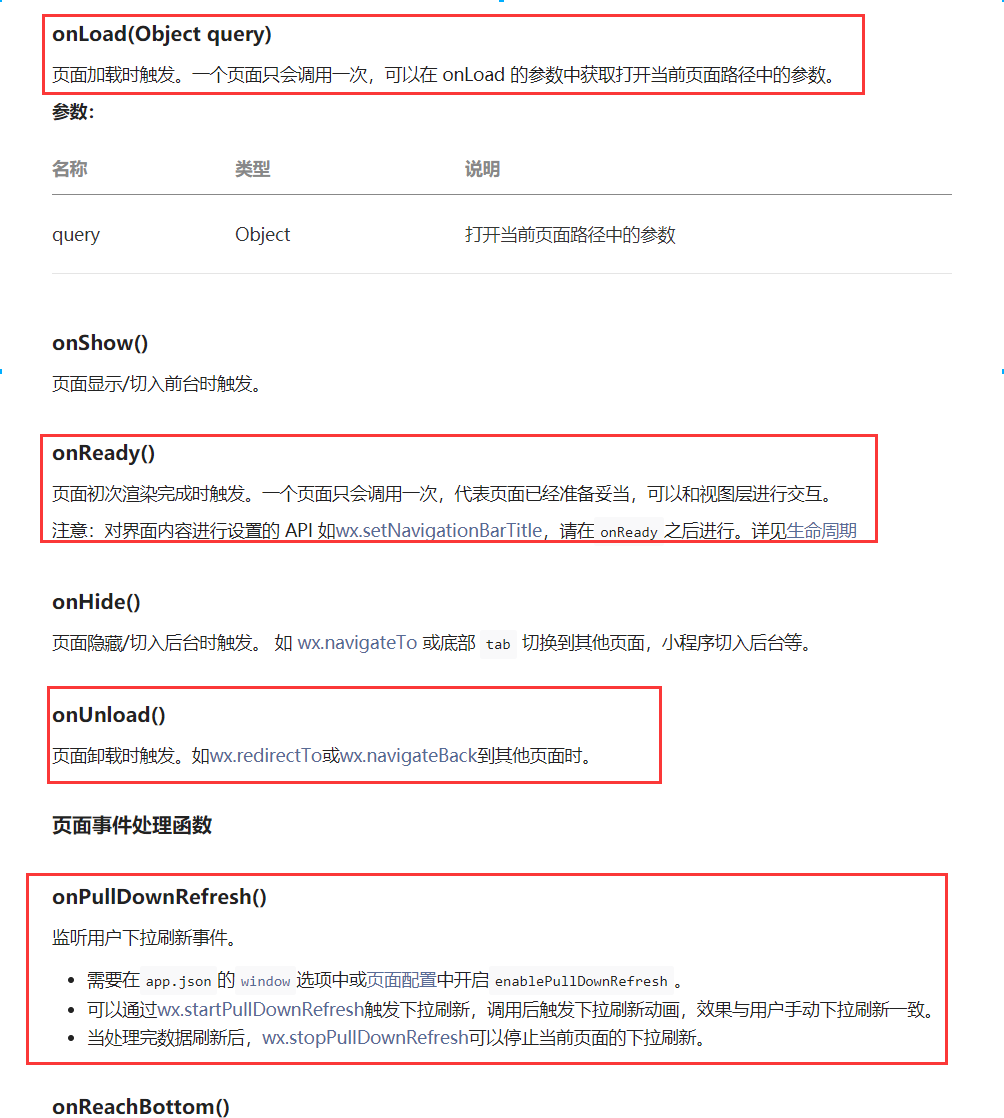 onLoad(Object query)
页面加载时触发。一个页面只会调用一次，可以在 onLoad 的参数中获取打开当前页面路径中的参数。
参数：
名称 类型 说明
query Object 打开当前页面路径中的参数
onShow()
页面显示/切入前台时触发。
onReady()
页面初次渲染完成时触发。一个页面只会调用一次，代表页面已经准备妥当，可以和视图层进行交互。
注意：对界面内容进行设置的 API 如wx.setNavigationBarTitle，请在 onReady 之后进行。详见生命周期
onHide()
页面隐藏/切入后台时触发。 如 wx.navigateTo 或底部 tab 切换到其他页面，小程序切入后台等。
onUnload()
页面卸载时触发。如wx.redirectTo或wx.navigateBack到其他页面时。
页面事件处理函数
onPullDownRefresh()
监听用户下拉刷新事件。
• 需要在 app.json 的 window 选项中或页面配置中开启 enablePullDownRefresh 。
• 可以通过wx.startPullDownRefresh触发下拉刷新，调用后触发下拉刷新动画，效果与用户手动下拉刷新一致。
• 当处理完数据刷新后，wx.stopPullDownRefresh可以停止当前页面的下拉刷新。
onReachBottom()